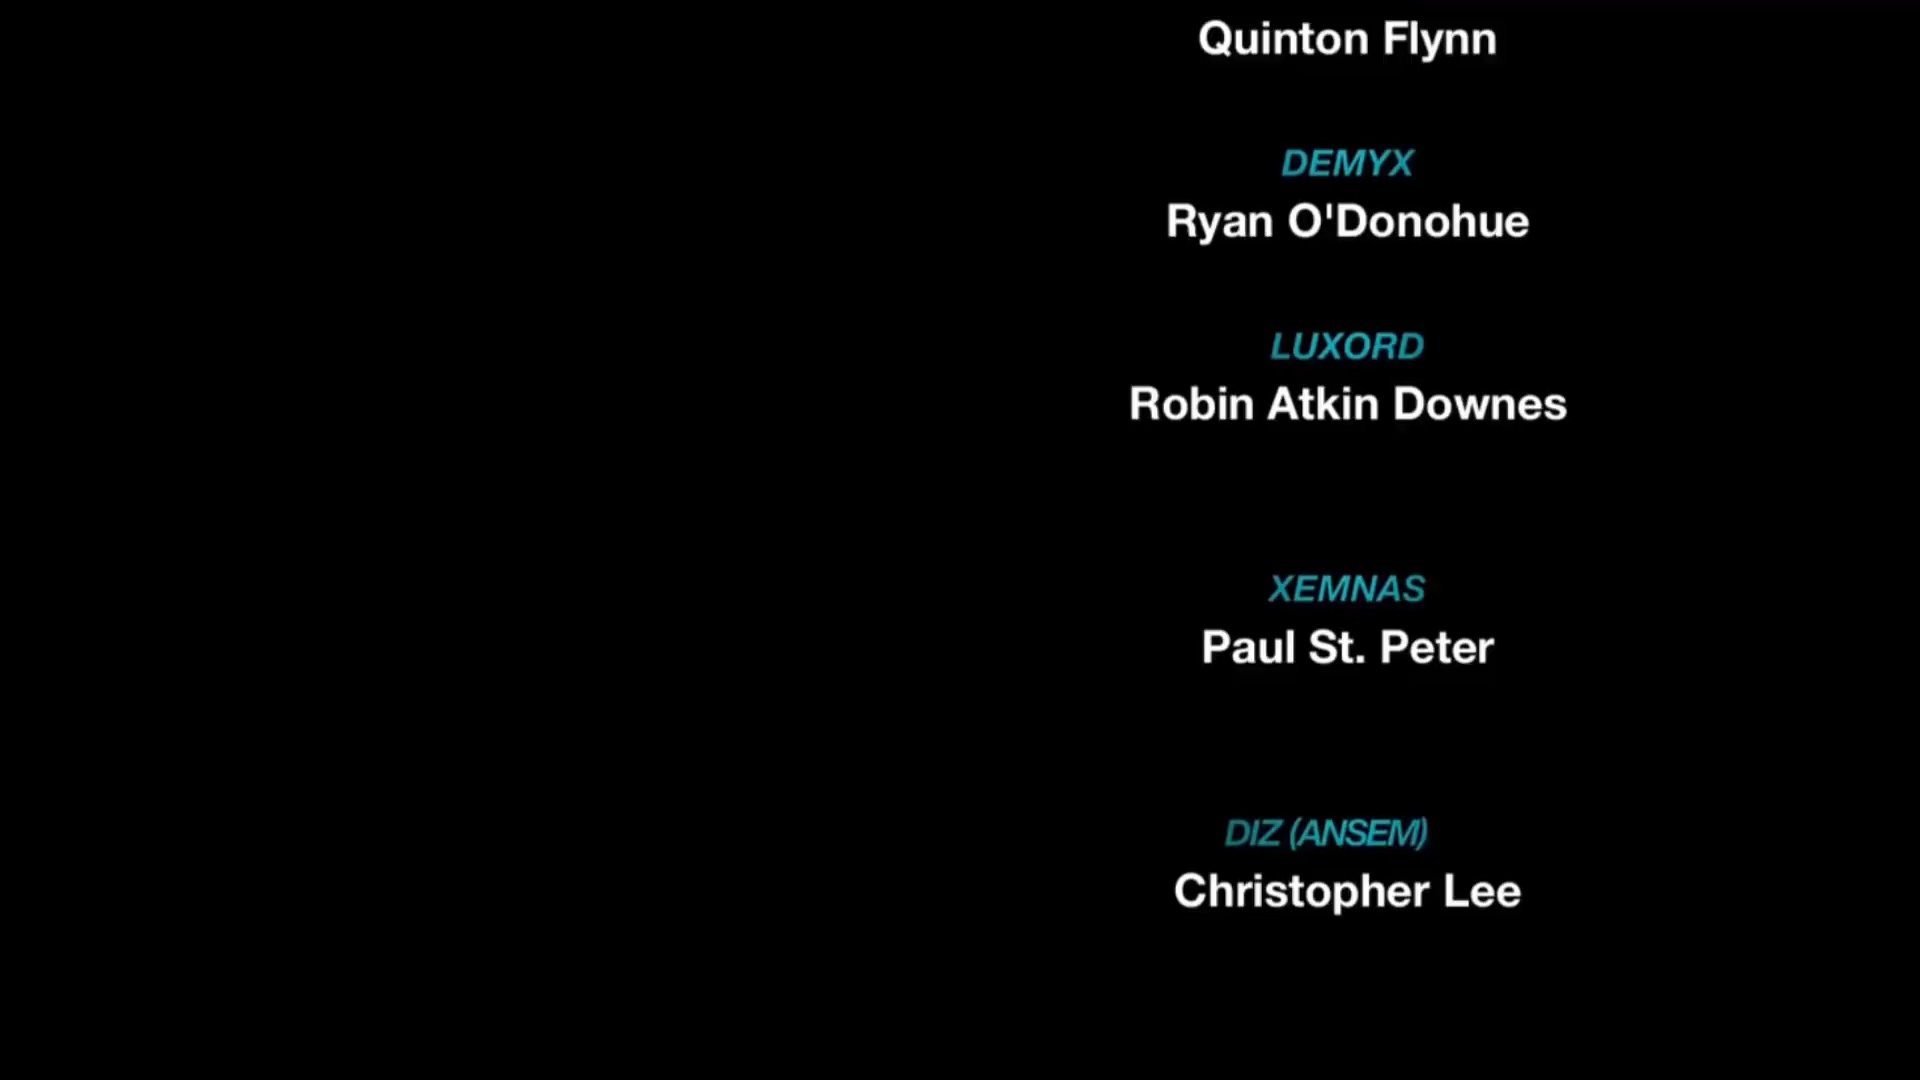 Quinton Flynn
DEMYX
Ryan O'Donohue
LUXORD
Robin Atkin Downes
XEMNAS
Paul St. Peter
DIZ (ANSEM)
Christopher Lee